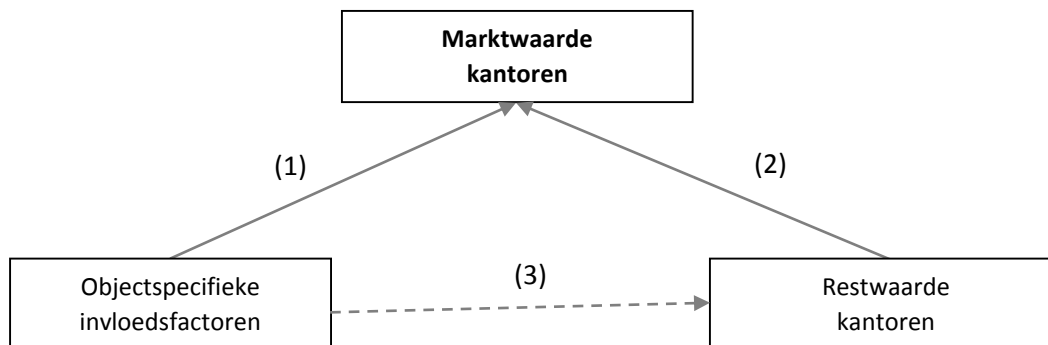 Marktwaarde
kantoren
(1)
(2)
(3)
Objectspecifieke
invloedsfactoren
Restwaarde
kantoren